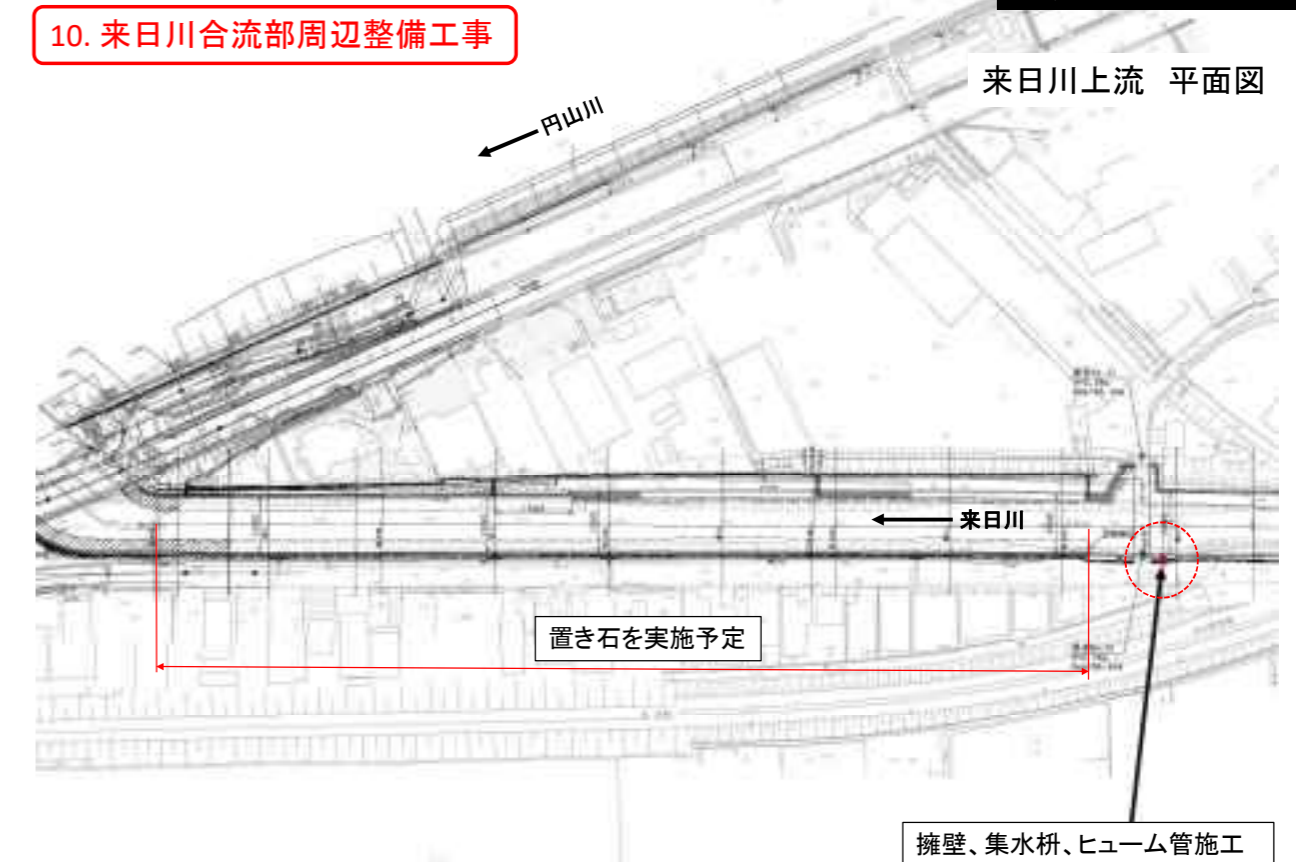 10. 来日川合流部周辺整備工事
来日川上流 平面図
円山川
来日川
置き石を実施予定
擁壁、集水枡、ヒューム管施工